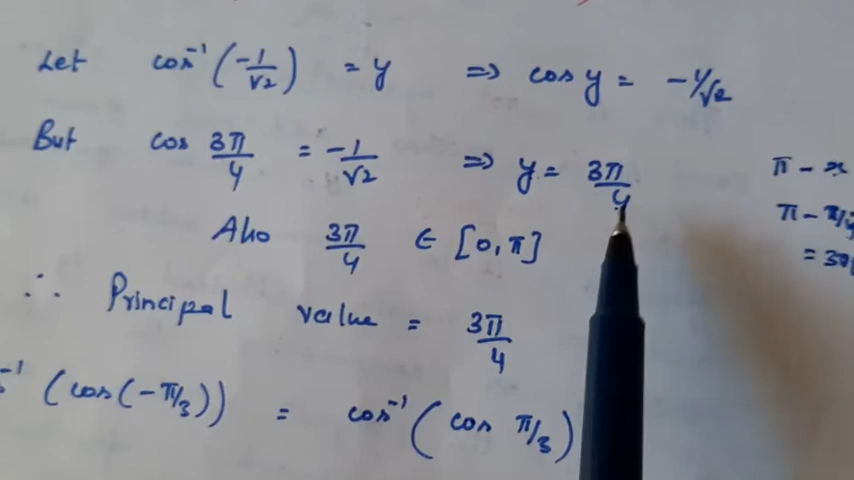 Let cos⁻¹(-1/√2) = y ⇒ cos y = -1/√2
But cos 3π/4 = -1/√2 ⇒ y = 3π/4
π - x
π - π/4
Also 3π/4 ∈ [0, π]
= 3π
∴ Principal value = 3π/4
s⁻¹ (cos(-π/3)) = cos⁻¹ (cos π/3)